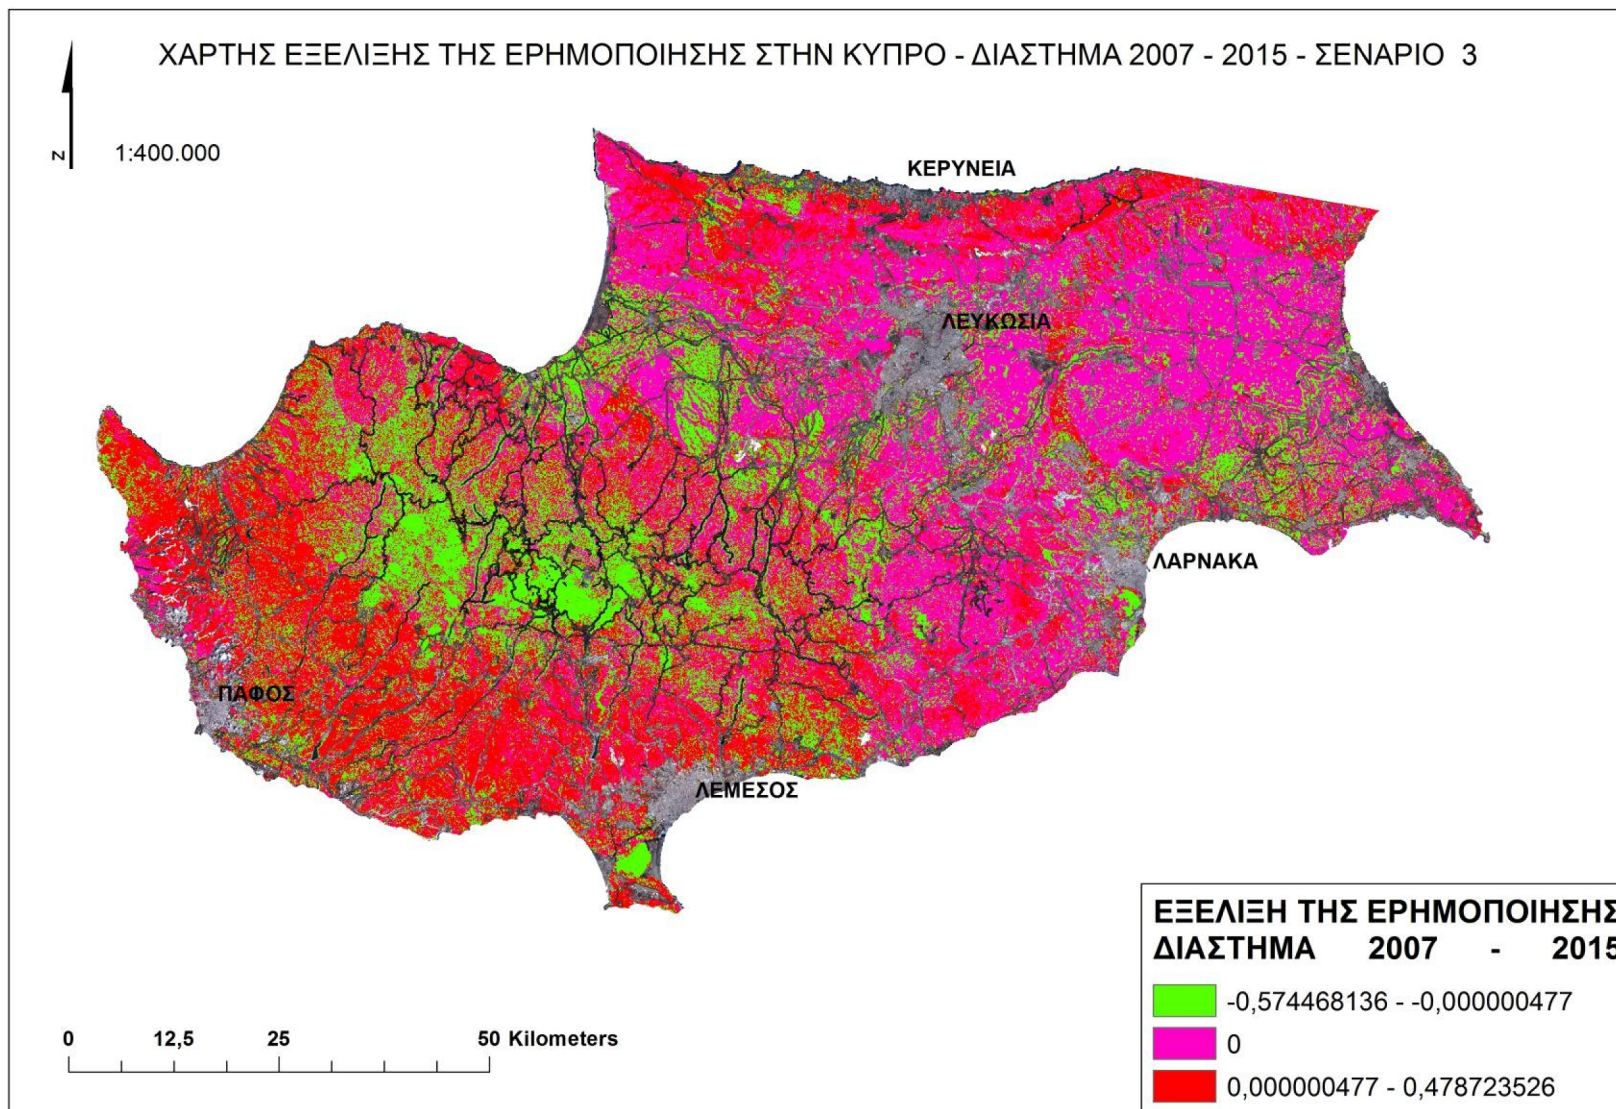 ΧΑΡΤΗΣ ΕΞΕΛΙΞΗΣ ΤΗΣ ΕΡΗΜΟΠΟΙΗΣΗΣ ΣΤΗΝ ΚΥΠΡΟ - ΔΙΑΣΤΗΜΑ 2007 - 2015 - ΣΕΝΑΡΙΟ 3
Z
1:400.000
ΚΕΡΥΝΕΙΑ
ΛΕΥΚΩΣΙΑ
ΛΑΡΝΑΚΑ
ΠΑΦΟΣ
ΛΕΜΕΣΟΣ
ΕΞΕΛΙΞΗ ΤΗΣ ΕΡΗΜΟΠΟΙΗΣΗΣ
ΔΙΑΣΤΗΜΑ 2007 - 2015
-0,574468136 - -0,000000477
0
0,000000477 - 0,478723526
0 12,5 25 50 Kilometers